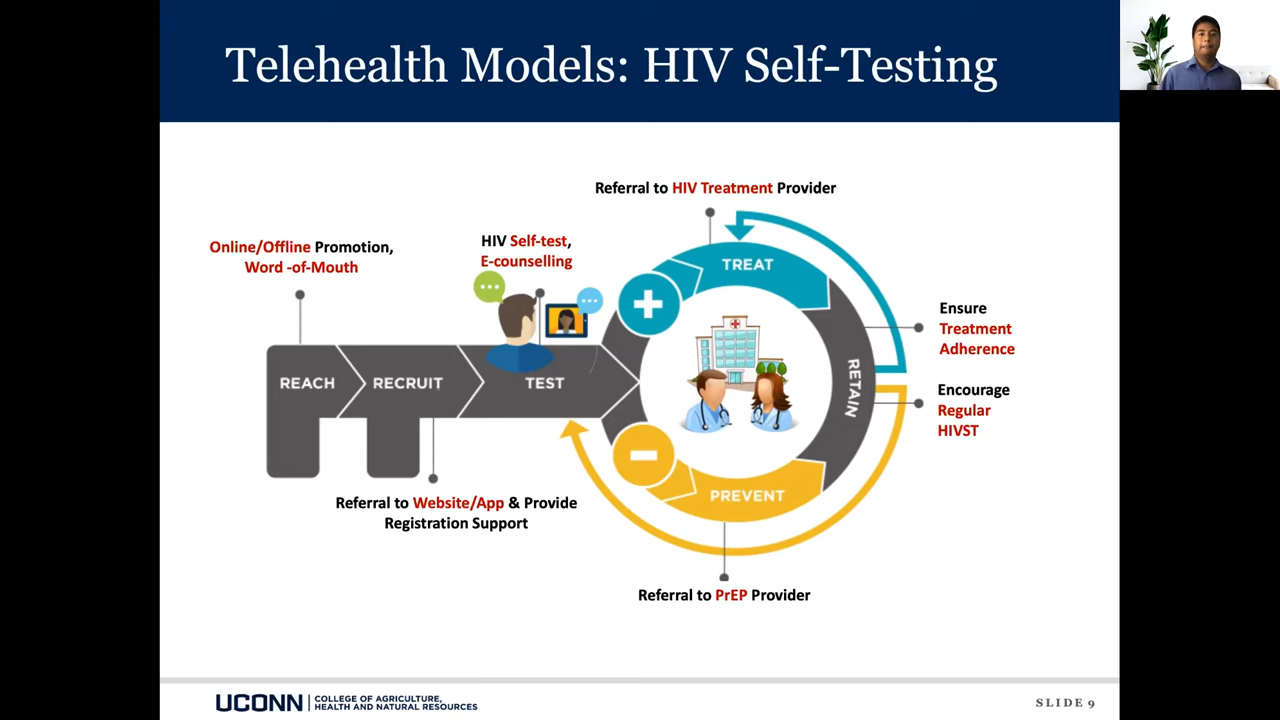 Telehealth Models: HIV Self-Testing
Referral to HIV Treatment Provider
Online/Offline Promotion,
Word -of-Mouth
HIV Self-test,
E-counselling
TREAT
Ensure
Treatment
Adherence
REACH
RECRUIT
TEST
RETAIN
Encourage
Regular
HIVST
PREVENT
Referral to Website/App & Provide
Registration Support
Referral to PrEP Provider
UCONN
COLLEGE OF AGRICULTURE,
HEALTH AND NATURAL RESOURCES
SLIDE 9